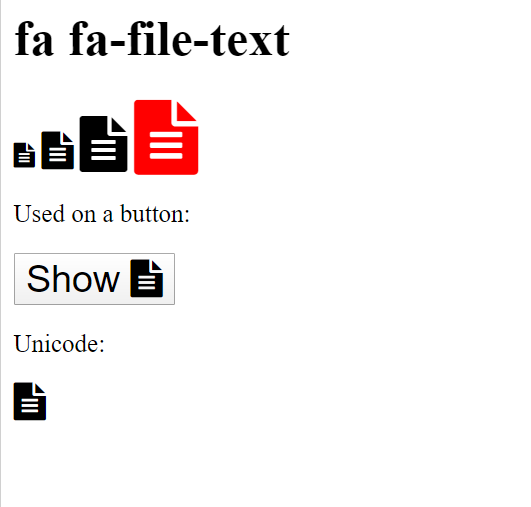 fa fa-file-text
Used on a button:
Show
Unicode: